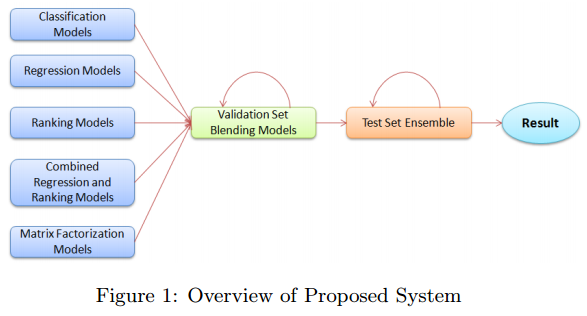 Classification
Models
Regression Models
Ranking Models
Combined
Regression and
Ranking Models
Matrix Factorization
Models
Validation Set
Blending Models
Test Set Ensemble
Result
Figure 1: Overview of Proposed System